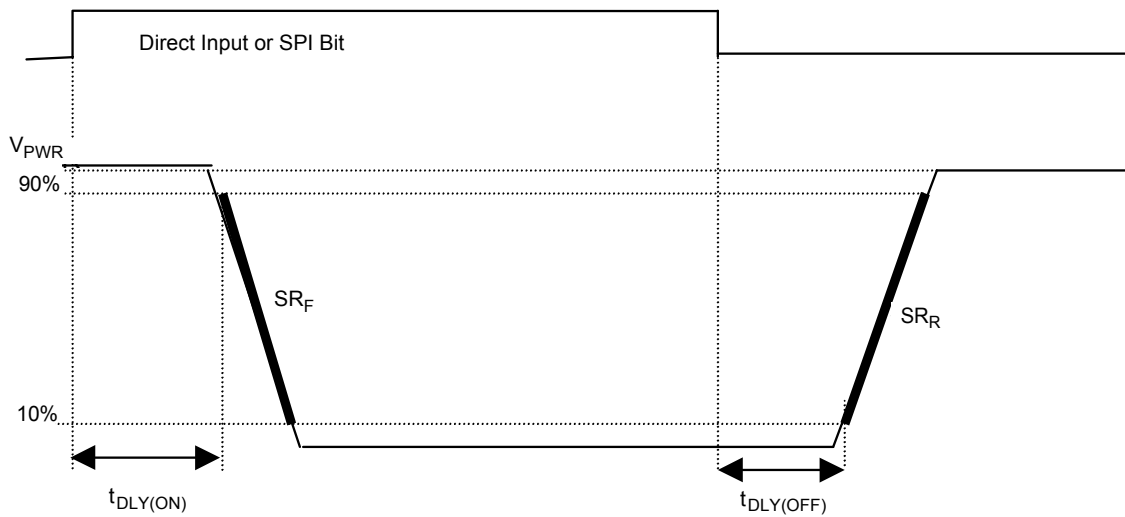 Direct Input or SPI Bit
VPWR
90%
SRF
SRR
10%
tDLY(ON)
tDLY(OFF)